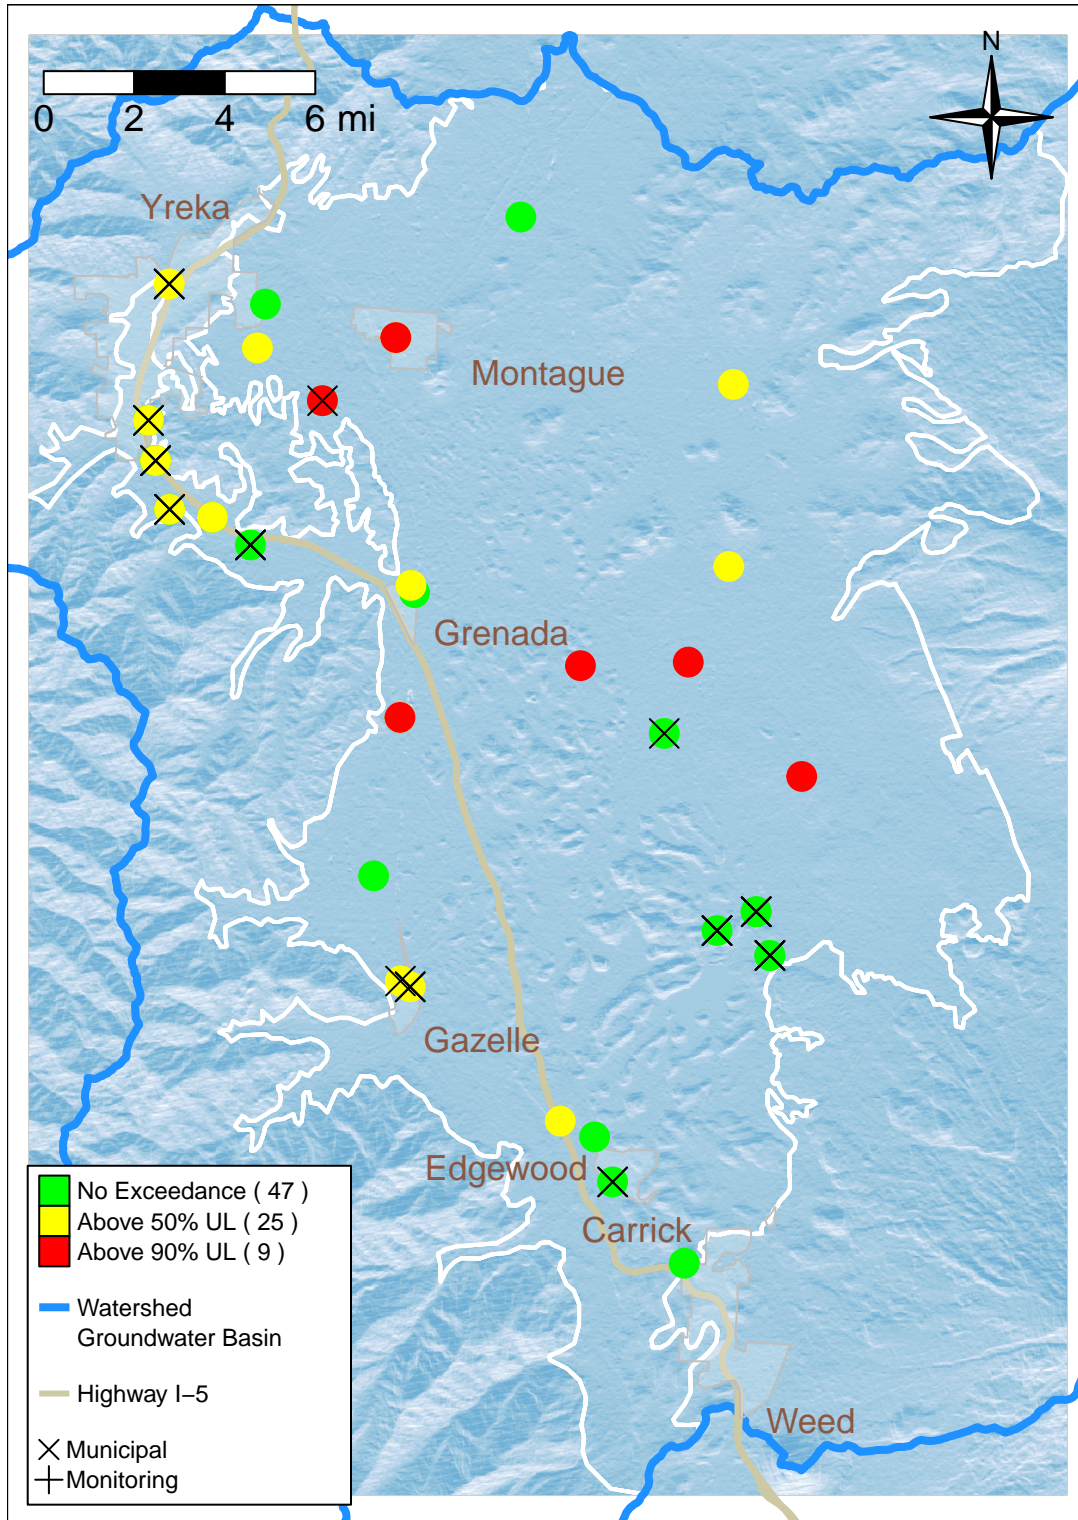 N
0 2 4 6 mi
Yreka
Montague
Grenada
Gazelle
Edgewood
Carrick
Weed
No Exceedance ( 47 )
Above 50% UL ( 25 )
Above 90% UL ( 9 )
Watershed
Groundwater Basin
Highway I−5
Municipal
Monitoring